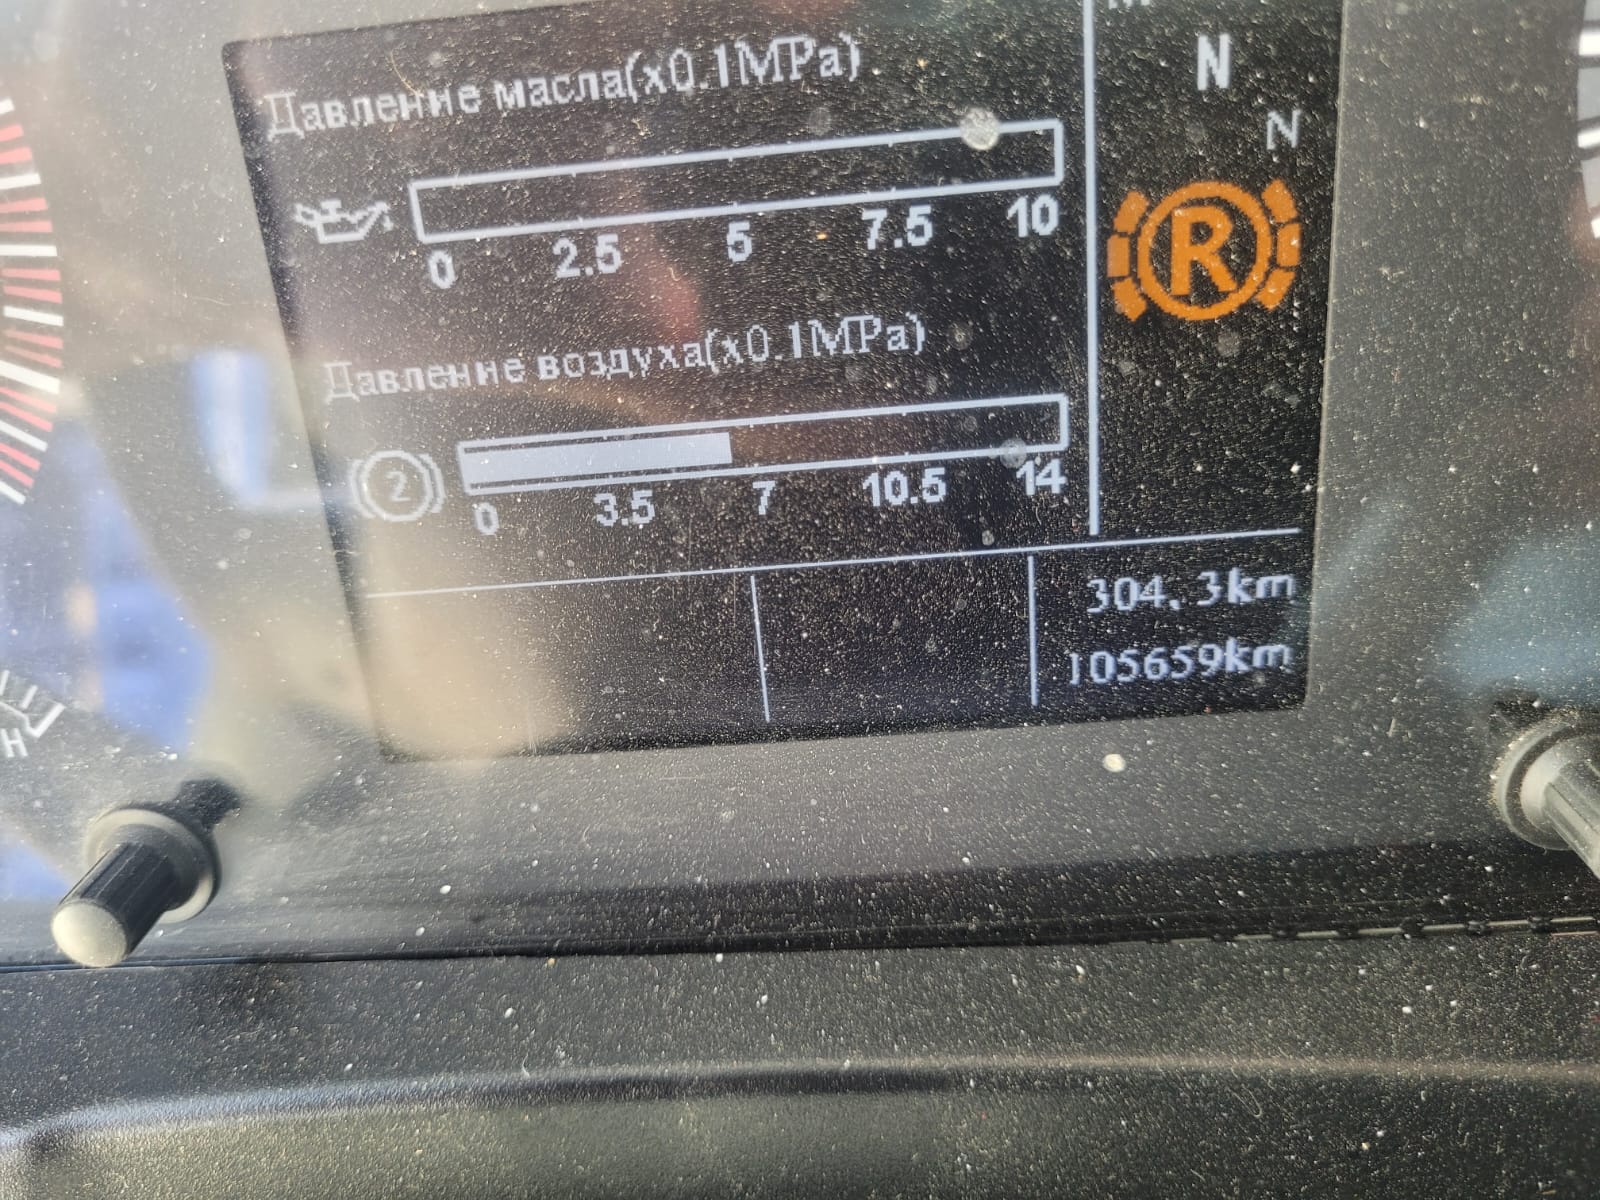 Давление масла(x0.1MPa)
N
N
0 2.5 5 7.5 10
R
Давление воздуха(x0.1MPa)
2
0 3.5 7 10.5 14
304.3km
105659km
H